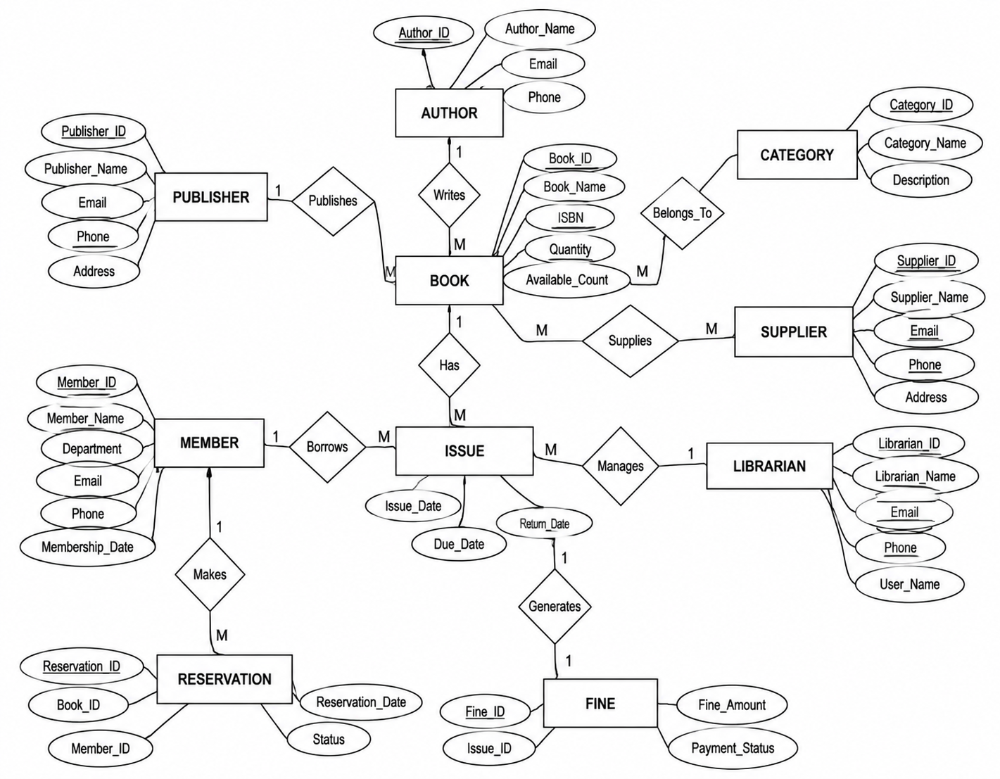 Author_ID
Author_Name
Email
Phone
AUTHOR
1
Writes
M
Publisher_ID
Publisher_Name
Email
Phone
Address
PUBLISHER
1
Publishes
M
Book_ID
Book_Name
ISBN
Quantity
Available_Count
BOOK
M
Belongs_To
CATEGORY
Category_ID
Category_Name
Description
M
Supplies
M
SUPPLIER
Supplier_ID
Supplier_Name
Email
Phone
Address
1
Has
M
Member_ID
Member_Name
Department
Email
Phone
Membership_Date
MEMBER
1
Borrows
M
ISSUE
Issue_Date
Due_Date
Return_Date
M
Manages
1
LIBRARIAN
Librarian_ID
Librarian_Name
Email
Phone
User_Name
1
Makes
M
RESERVATION
Reservation_ID
Book_ID
Member_ID
Reservation_Date
Status
1
Generates
1
FINE
Fine_ID
Issue_ID
Fine_Amount
Payment_Status